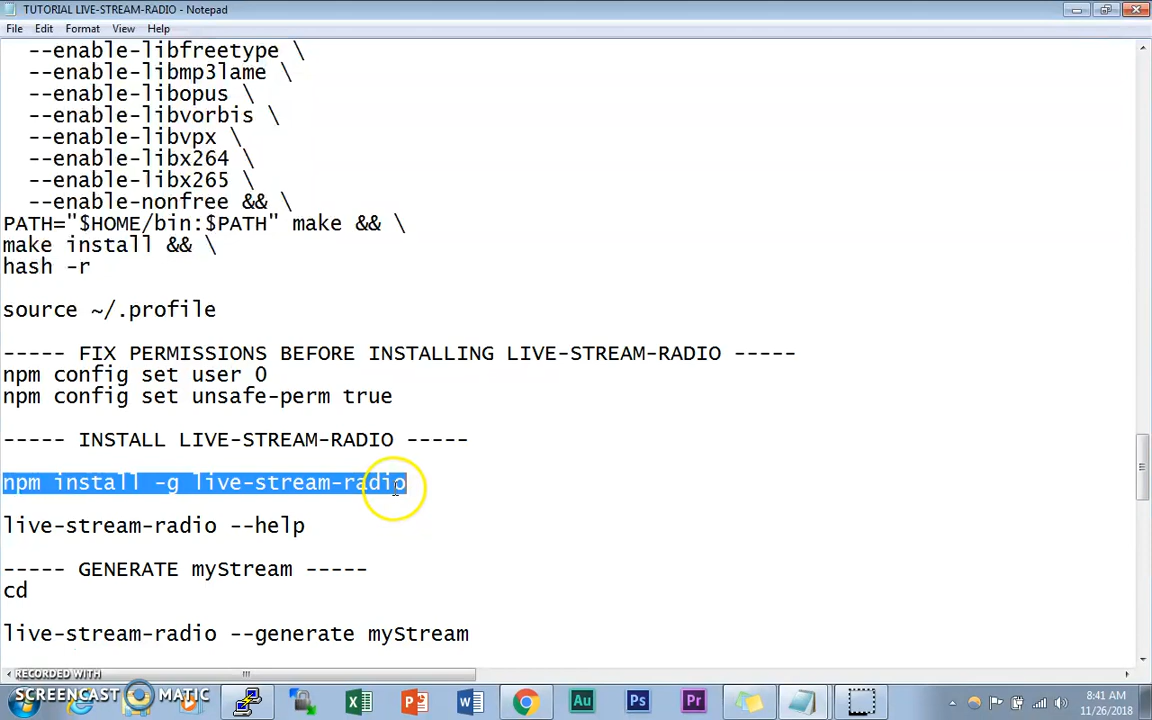 TUTORIAL LIVE-STREAM-RADIO - Notepad
File Edit Format View Help
--enable-libfreetype \
--enable-libmp3lame \
--enable-libopus \
--enable-libvorbis \
--enable-libvpx \
--enable-libx264 \
--enable-libx265 \
--enable-nonfree && \
PATH="$HOME/bin:$PATH" make && \
make install && \
hash -r
source ~/.profile
----- FIX PERMISSIONS BEFORE INSTALLING LIVE-STREAM-RADIO -----
npm config set user 0
npm config set unsafe-perm true
----- INSTALL LIVE-STREAM-RADIO -----
npm install -g live-stream-radio
live-stream-radio --help
----- GENERATE myStream -----
cd
live-stream-radio --generate myStream
RECORDED WITH
SCREENCAST MATIC
Au Ps Pr
8:41 AM
11/26/2018